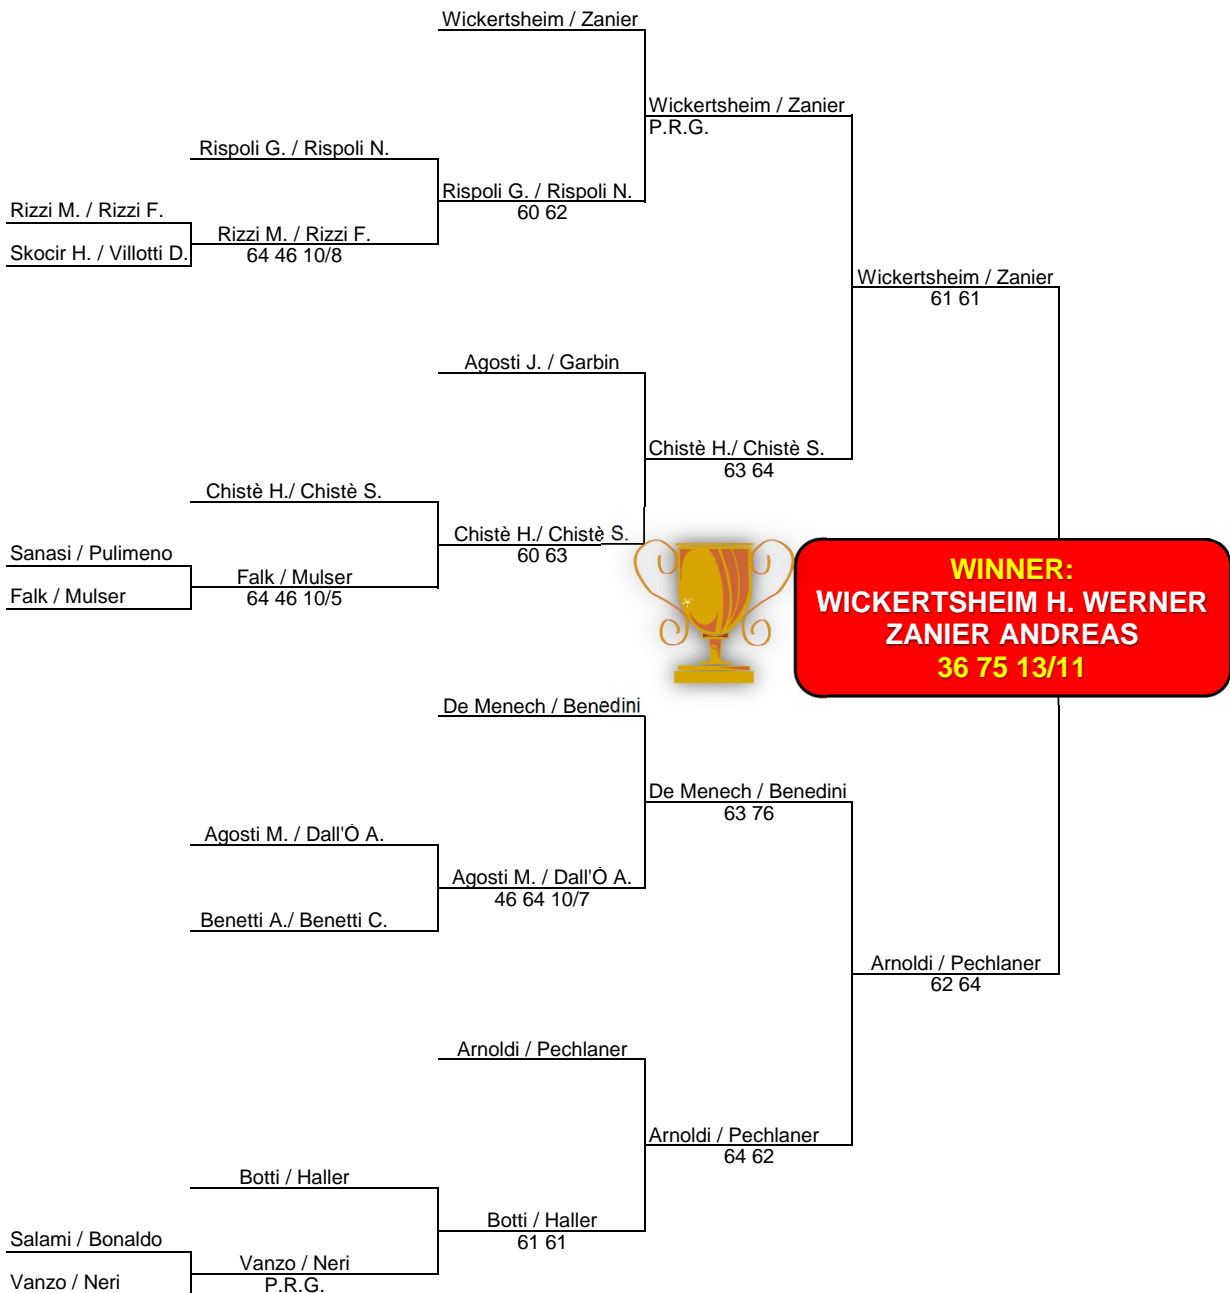 Wickertsheim / Zanier
Wickertsheim / Zanier
P.R.G.
Rispoli G. / Rispoli N.
Rispoli G. / Rispoli N.
60 62
Rizzi M. / Rizzi F.
Rizzi M. / Rizzi F.
64 46 10/8
Skocir H. / Villotti D.
Wickertsheim / Zanier
61 61
Agosti J. / Garbin
Chistè H./ Chistè S.
63 64
Chistè H./ Chistè S.
Chistè H./ Chistè S.
60 63
Sanasi / Pulimeno
Falk / Mulser
64 46 10/5
Falk / Mulser
WINNER:
WICKERTSHEIM H. WERNER
ZANIER ANDREAS
36 75 13/11
De Menech / Benedini
De Menech / Benedini
63 76
Agosti M. / Dall'Ò A.
Agosti M. / Dall'Ò A.
46 64 10/7
Benetti A./ Benetti C.
Arnoldi / Pechlaner
62 64
Arnoldi / Pechlaner
Arnoldi / Pechlaner
64 62
Botti / Haller
Botti / Haller
61 61
Salami / Bonaldo
Vanzo / Neri
P.R.G.
Vanzo / Neri